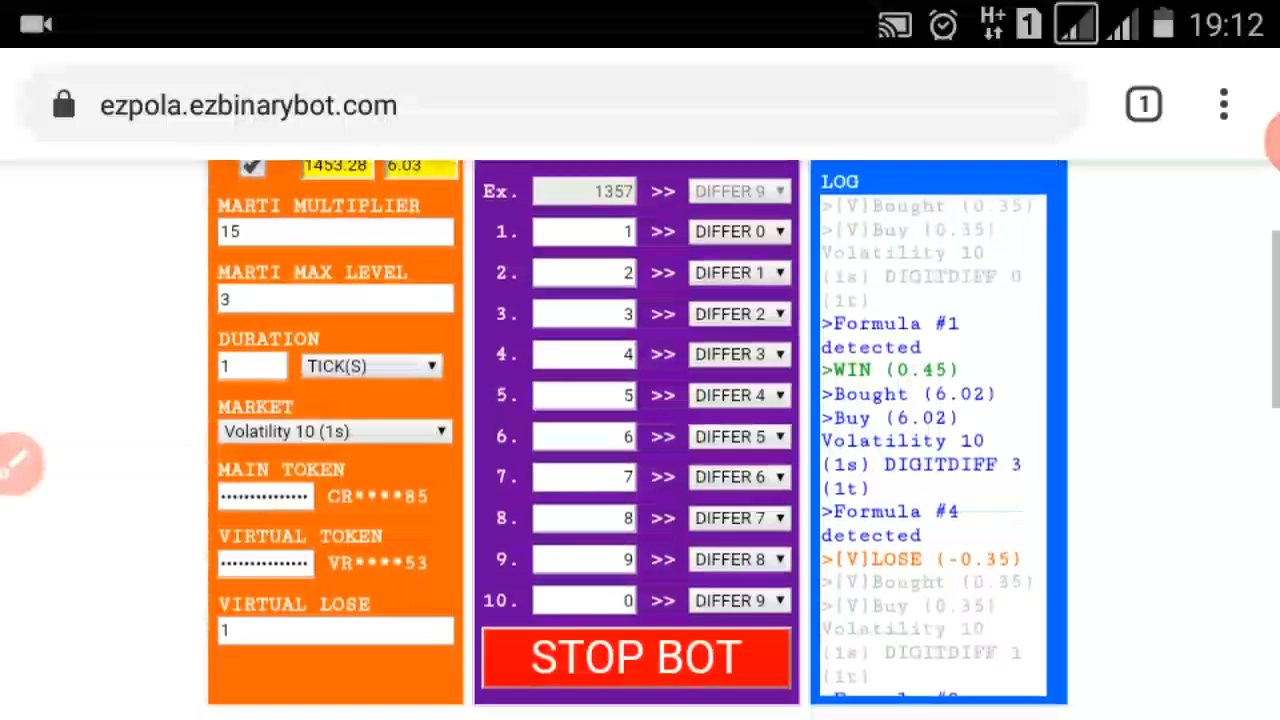 H+ 1 19:12
ezpola.ezbinarybot.com 1
1453.28 6.03
MARTI MULTIPLIER
15
MARTI MAX LEVEL
3
DURATION
1 TICK(S)
MARKET
Volatility 10 (1s)
MAIN TOKEN
•••••••••••••••• CR****85
VIRTUAL TOKEN
•••••••••••••••• VR****53
VIRTUAL LOSE
1
Ex. 1357 >> DIFFER 9
1. 1 >> DIFFER 0
2. 2 >> DIFFER 1
3. 3 >> DIFFER 2
4. 4 >> DIFFER 3
5. 5 >> DIFFER 4
6. 6 >> DIFFER 5
7. 7 >> DIFFER 6
8. 8 >> DIFFER 7
9. 9 >> DIFFER 8
10. 0 >> DIFFER 9
STOP BOT
LOG
>[V]Bought (0.35)
>[V]Buy (0.35)
Volatility 10
(1s) DIGITDIFF 0
(1t)
>Formula #1
detected
>WIN (0.45)
>Bought (6.02)
>Buy (6.02)
Volatility 10
(1s) DIGITDIFF 3
(1t)
>Formula #4
detected
>[V]LOSE (-0.35)
>[V]Bought (0.35)
>[V]Buy (0.35)
Volatility 10
(1s) DIGITDIFF 1
(1t)